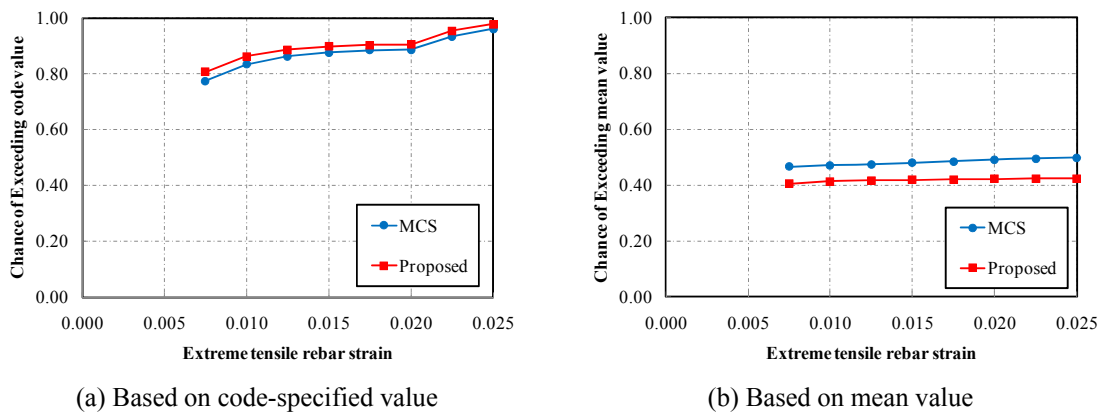 Chance of Exceeding code value
1.00
0.80
0.60
0.40
0.20
0.00
MCS
Proposed
0.000 0.005 0.010 0.015 0.020 0.025
Extreme tensile rebar strain
(a) Based on code-specified value
Chance of Exceeding mean value
1.00
0.80
0.60
0.40
0.20
0.00
MCS
Proposed
0.000 0.005 0.010 0.015 0.020 0.025
Extreme tensile rebar strain
(b) Based on mean value